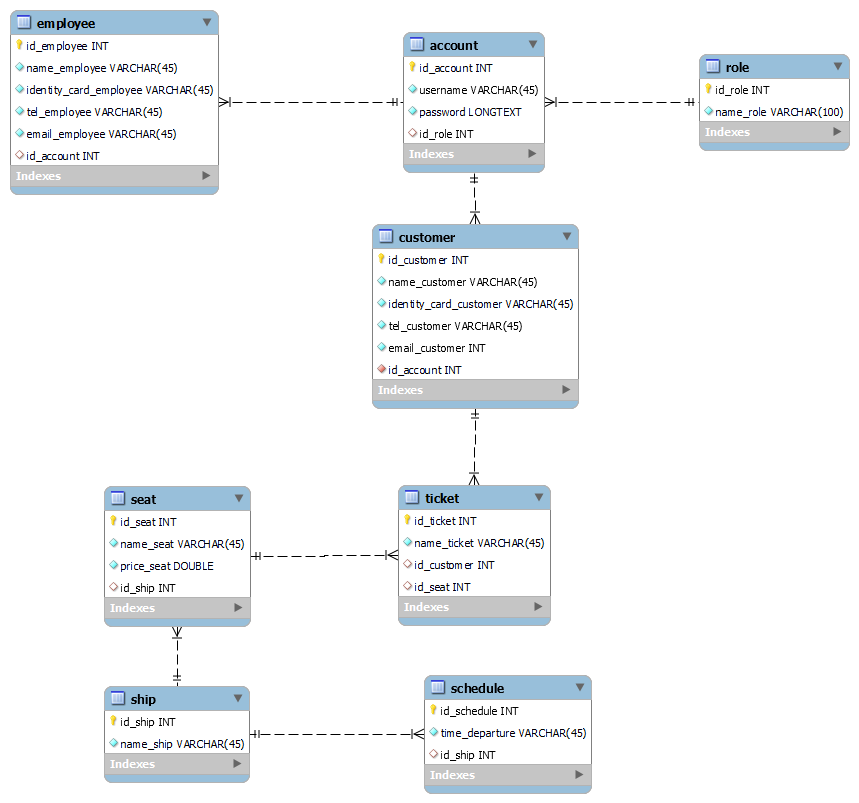 employee
id_employee INT
name_employee VARCHAR(45)
identity_card_employee VARCHAR(45)
tel_employee VARCHAR(45)
email_employee VARCHAR(45)
id_account INT
Indexes
account
id_account INT
username VARCHAR(45)
password LONGTEXT
id_role INT
Indexes
role
id_role INT
name_role VARCHAR(100)
Indexes
customer
id_customer INT
name_customer VARCHAR(45)
identity_card_customer VARCHAR(45)
tel_customer VARCHAR(45)
email_customer INT
id_account INT
Indexes
seat
id_seat INT
name_seat VARCHAR(45)
price_seat DOUBLE
id_ship INT
Indexes
ticket
id_ticket INT
name_ticket VARCHAR(45)
id_customer INT
id_seat INT
Indexes
ship
id_ship INT
name_ship VARCHAR(45)
Indexes
schedule
id_schedule INT
time_departure VARCHAR(45)
id_ship INT
Indexes